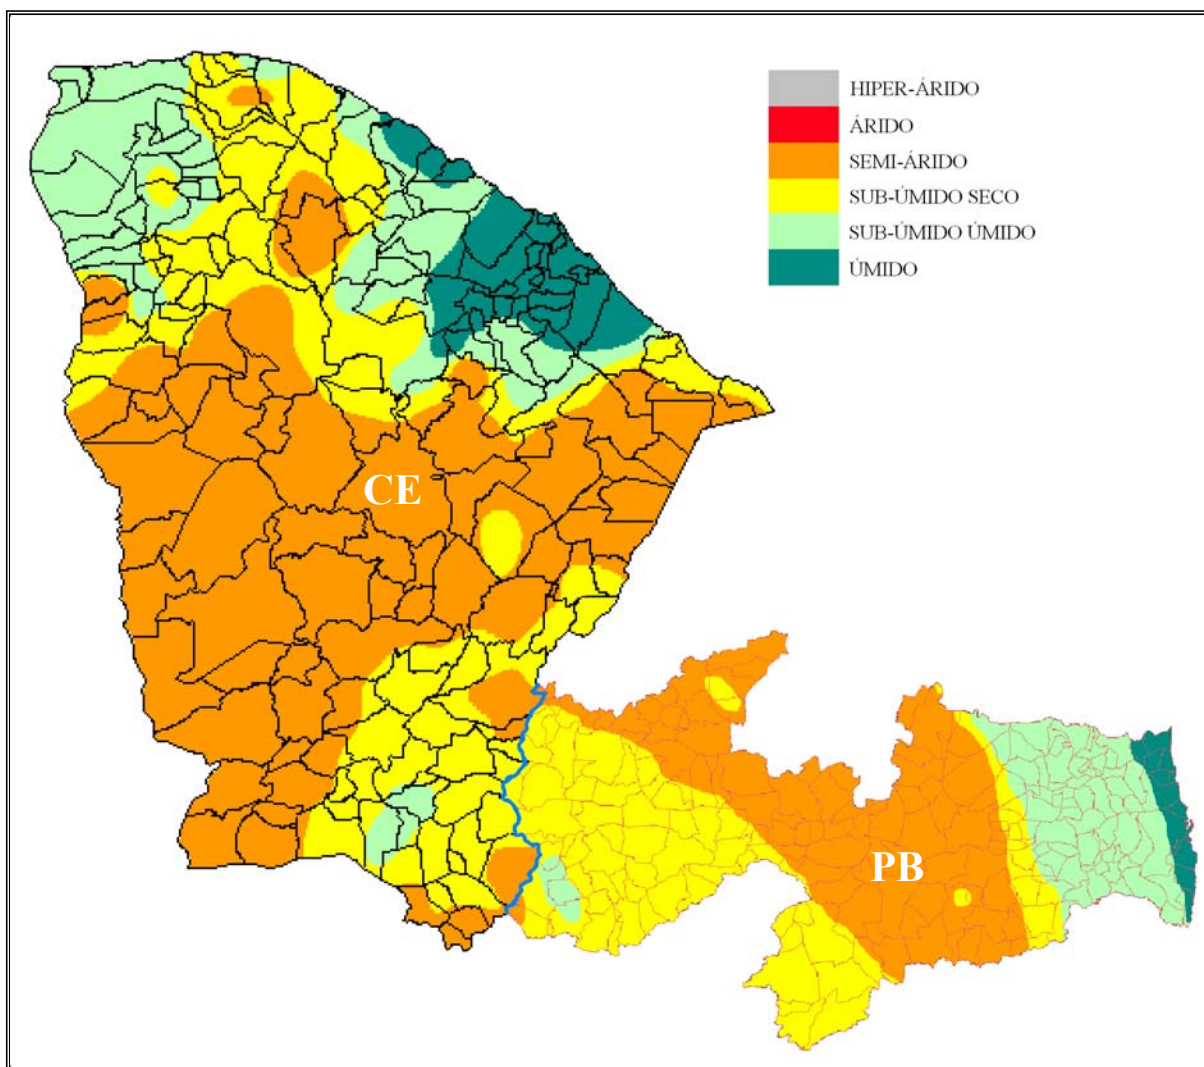 HIPER-ÁRIDO
ÁRIDO
SEMI-ÁRIDO
SUB-ÚMIDO SECO
SUB-ÚMIDO ÚMIDO
ÚMIDO
CE
PB